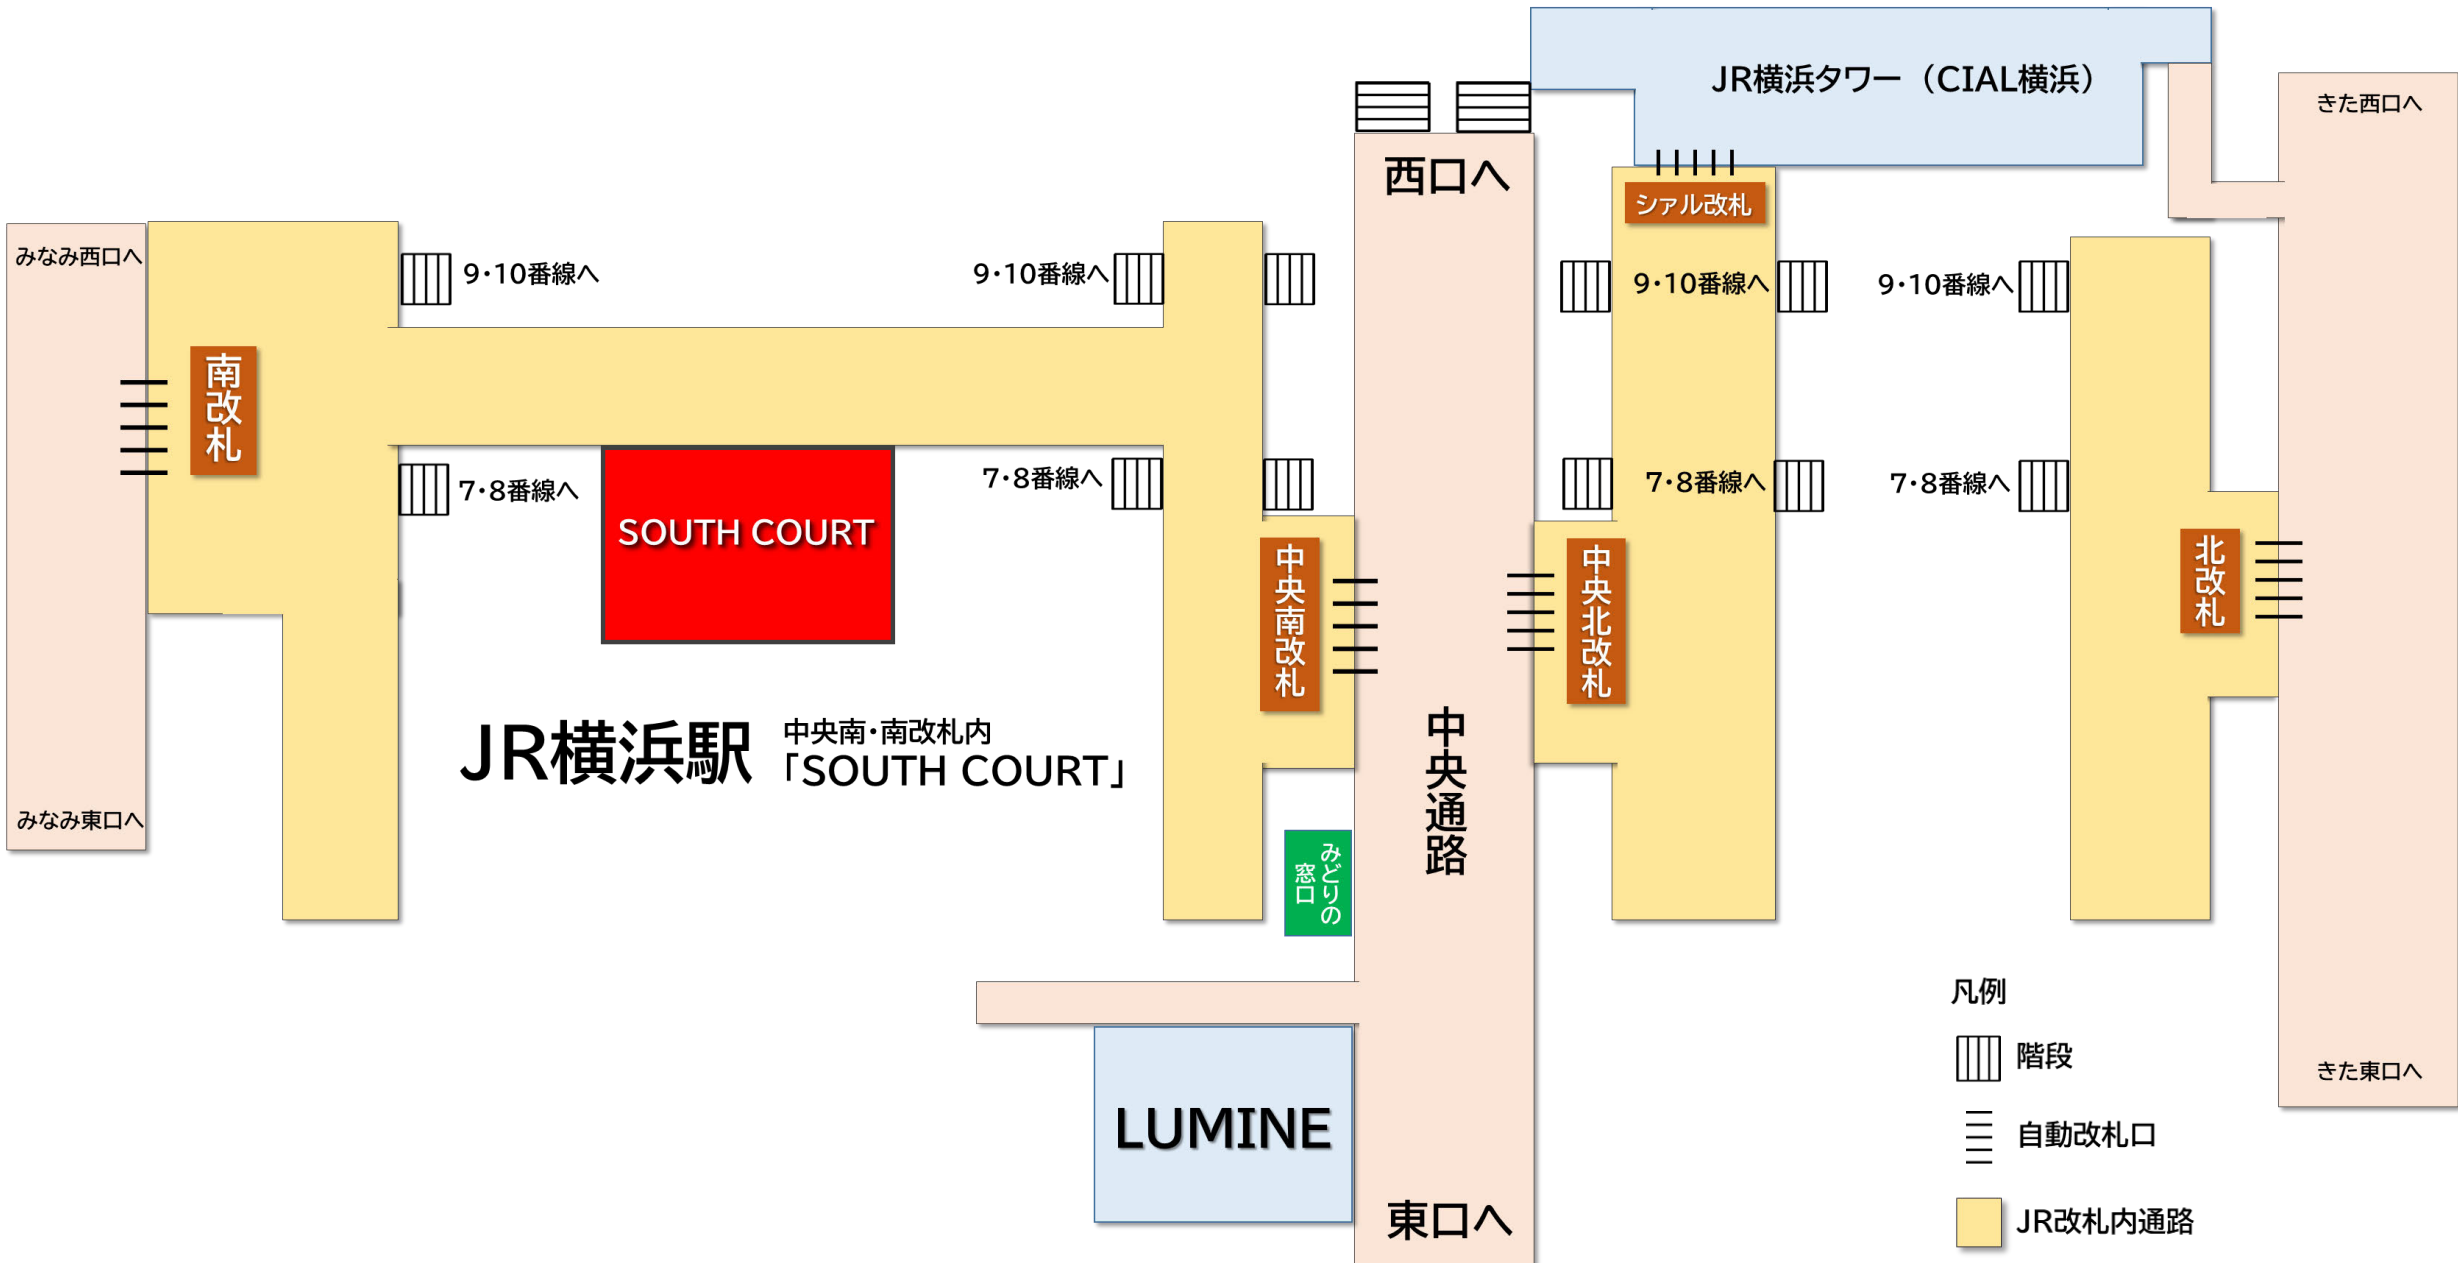 JR横浜タワー（CIAL横浜）
きた西口へ
西口へ
シァル改札
みなみ西口へ
9・10番線へ
9・10番線へ
9・10番線へ
9・10番線へ
南改札
7・8番線へ
SOUTH COURT
7・8番線へ
7・8番線へ
7・8番線へ
中央南改札
中央北改札
北改札
JR横浜駅
中央南・南改札内
「SOUTH COURT」
中央通路
みなみ東口へ
みどりの
窓口
LUMINE
東口へ
きた東口へ
凡例
階段
自動改札口
JR改札内通路